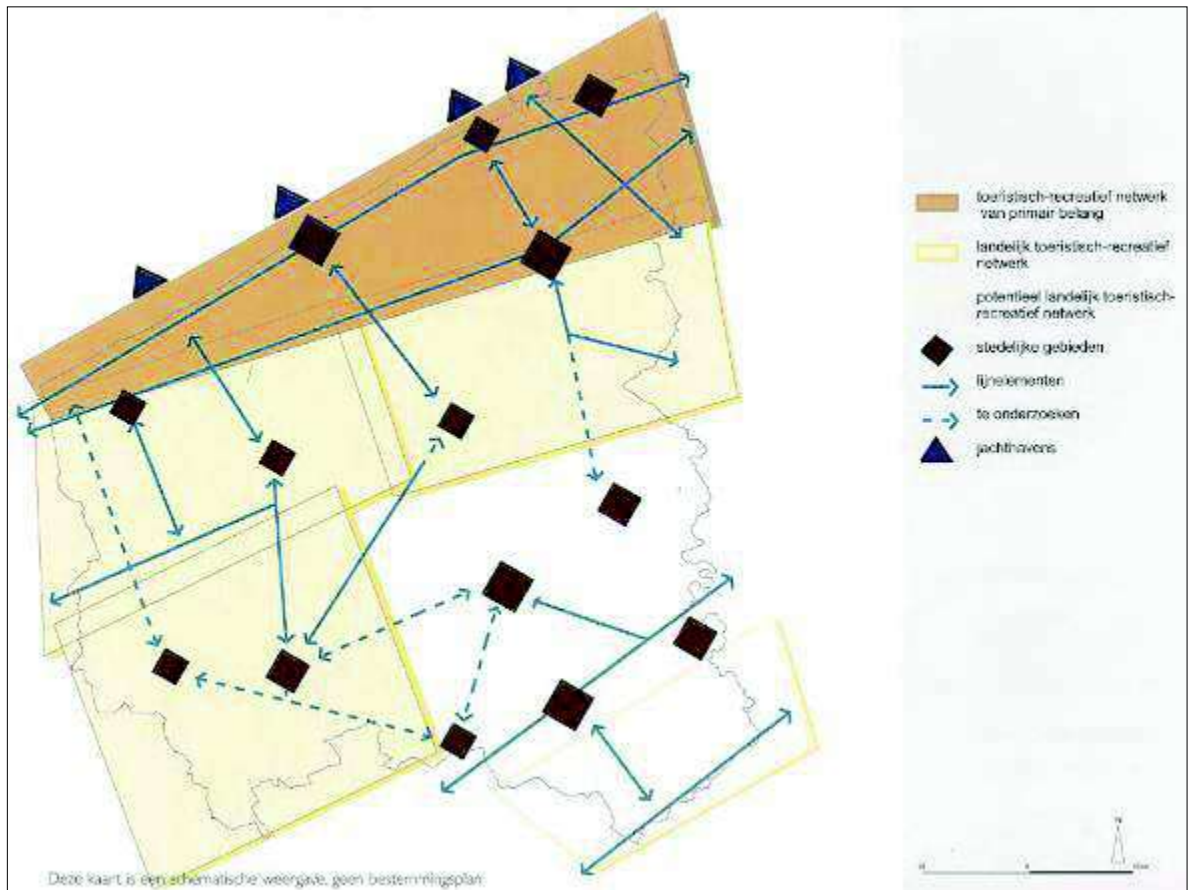 toeristisch-recreatief netwerk
van primair belang
landelijk toeristisch-recreatief
netwerk
potentieel landelijk toeristisch-
recreatief netwerk
stedelijke gebieden
lijnelementen
te onderzoeken
jachthavens
Deze kaart is een schematische weergave, geen bestemmingsplan